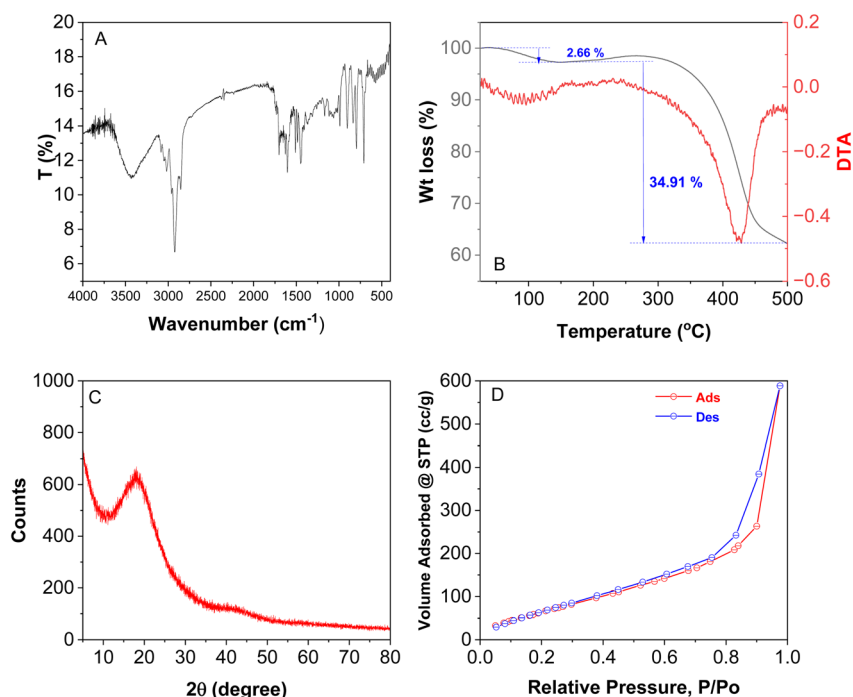 A
T (%)
20
18
16
14
12
10
8
6
4000 3500 3000 2500 2000 1500 1000 500
Wavenumber (cm⁻¹)
B
Wt loss (%)
100
90
80
70
60
2.66 %
34.91 %
0.2
0.0
−0.2
−0.4
−0.6
DTA
100 200 300 400 500
Temperature (ºC)
C
Counts
1000
800
600
400
200
0
10 20 30 40 50 60 70 80
2θ (degree)
D
Volume Adsorbed @ STP (cc/g)
600
500
400
300
200
100
0
Ads
Des
0.0 0.2 0.4 0.6 0.8 1.0
Relative Pressure, P/Po